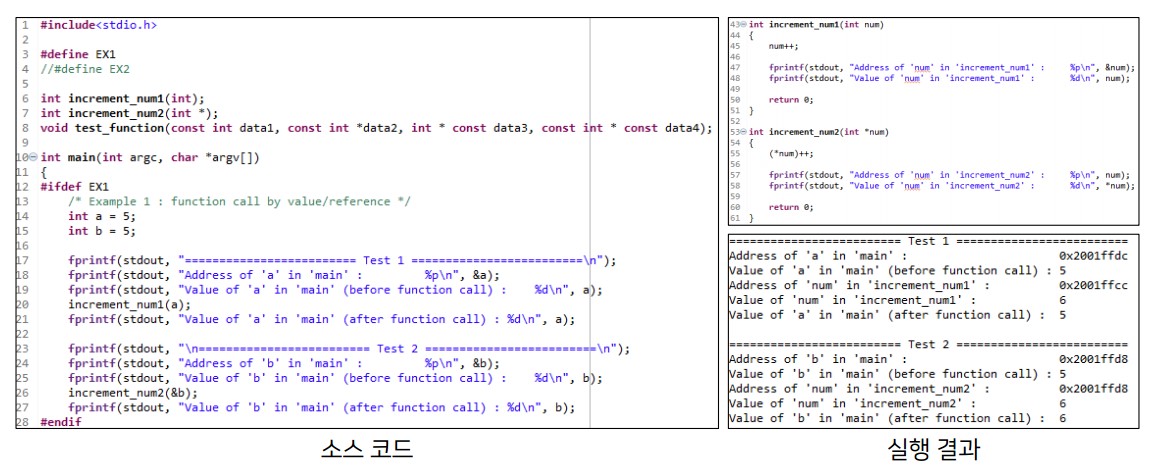 1 #include<stdio.h>
2
3 #define EX1
4 //#define EX2
5
6 int increment_num1(int);
7 int increment_num2(int *);
8 void test_function(const int data1, const int *data2, int * const data3, const int * const data4);
9
10 int main(int argc, char *argv[])
11 {
12 #ifdef EX1
13 /* Example 1 : function call by value/reference */
14 int a = 5;
15 int b = 5;
16
17 fprintf(stdout, "========================= Test 1 =========================\n");
18 fprintf(stdout, "Address of 'a' in 'main' : %p\n", &a);
19 fprintf(stdout, "Value of 'a' in 'main' (before function call) : %d\n", a);
20 increment_num1(a);
21 fprintf(stdout, "Value of 'a' in 'main' (after function call) : %d\n", a);
22
23 fprintf(stdout, "\n========================= Test 2 =========================\n");
24 fprintf(stdout, "Address of 'b' in 'main' : %p\n", &b);
25 fprintf(stdout, "Value of 'b' in 'main' (before function call) : %d\n", b);
26 increment_num2(&b);
27 fprintf(stdout, "Value of 'b' in 'main' (after function call) : %d\n", b);
28 #endif
소스 코드
43 int increment_num1(int num)
44 {
45 num++;
46
47 fprintf(stdout, "Address of 'num' in 'increment_num1' : %p\n", &num);
48 fprintf(stdout, "Value of 'num' in 'increment_num1' : %d\n", num);
49
50 return 0;
51 }
52
53 int increment_num2(int *num)
54 {
55 (*num)++;
56
57 fprintf(stdout, "Address of 'num' in 'increment_num2' : %p\n", num);
58 fprintf(stdout, "Value of 'num' in 'increment_num2' : %d\n", *num);
59
60 return 0;
61 }
========================= Test 1 =========================
Address of 'a' in 'main' : 0x2001ffdc
Value of 'a' in 'main' (before function call) : 5
Address of 'num' in 'increment_num1' : 0x2001ffcc
Value of 'num' in 'increment_num1' : 6
Value of 'a' in 'main' (after function call) : 5
========================= Test 2 =========================
Address of 'b' in 'main' : 0x2001ffd8
Value of 'b' in 'main' (before function call) : 5
Address of 'num' in 'increment_num2' : 0x2001ffd8
Value of 'num' in 'increment_num2' : 6
Value of 'b' in 'main' (after function call) : 6
실행 결과